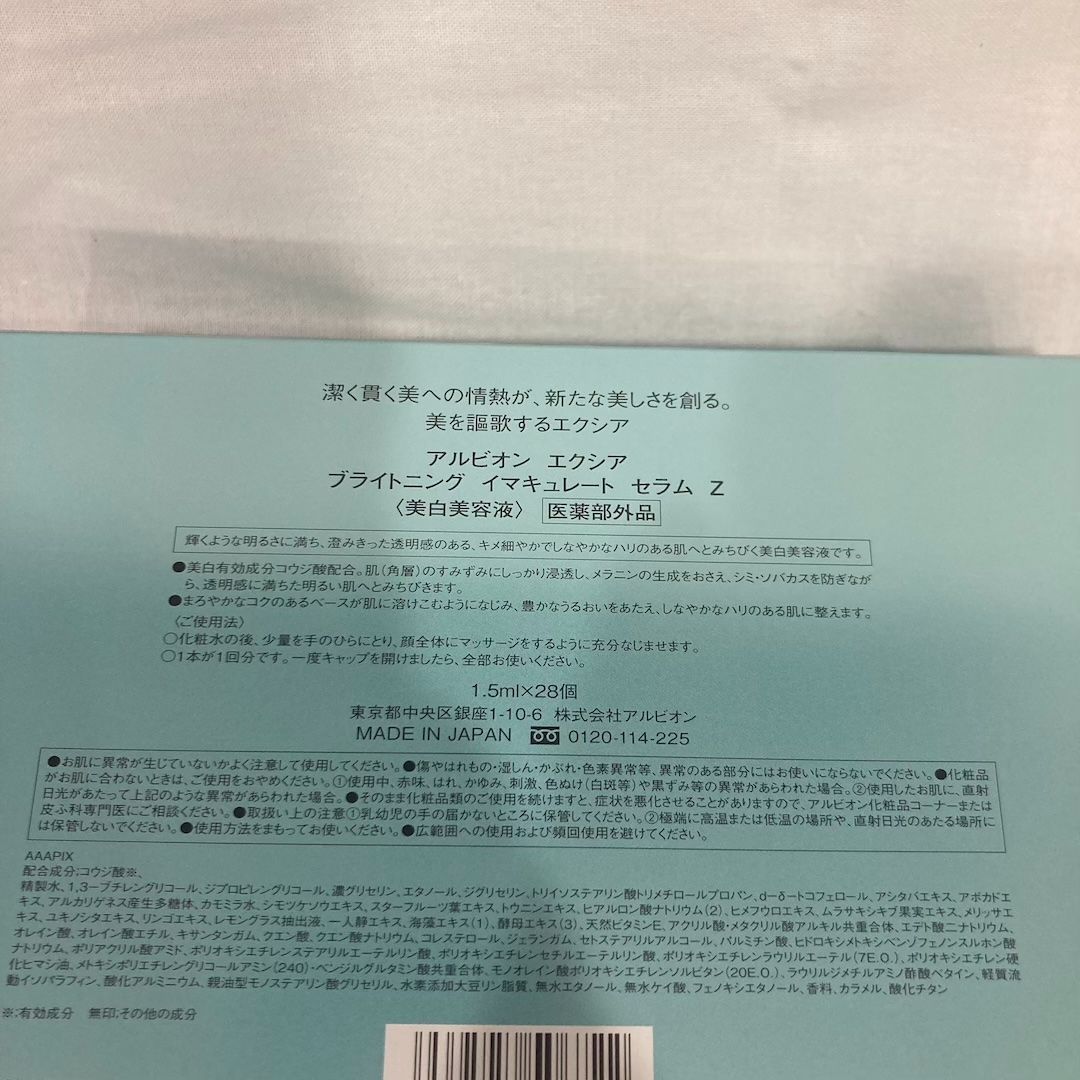 潔く貫く美への情熱が、新たな美しさを創る。
美を謳歌するエクシア
アルビオン エクシア
ブライトニング イマキュレート セラム Z
〈美白美容液〉 医薬部外品
輝くような明るさに満ち、澄みきった透明感のある、キメ細やかでしなやかなハリのある肌へとみちびく美白美容液です。
●美白有効成分コウジ酸配合。肌（角層）のすみずみにしっかり浸透し、メラニンの生成をおさえ、シミ・ソバカスを防ぎなが
ら、透明感に満ちた明るい肌へとみちびきます。
●まろやかなコクのあるベースが肌に溶けこむようになじみ、豊かなうるおいをあたえ、しなやかなハリのある肌に整えます。
〈ご使用法〉
○化粧水の後、少量を手のひらにとり、顔全体にマッサージをするように充分なじませます。
○1本が1回分です。一度キャップを開けましたら、全部お使いください。
1.5ml×28個
東京都中央区銀座1-10-6 株式会社アルビオン
MADE IN JAPAN 0120-114-225
●お肌に異常が生じていないかよく注意して使用してください。●傷やはれもの・湿しん・かぶれ・色素異常等、異常のある部分にはお使いにならないでください。●化粧品
がお肌に合わないときは、ご使用をおやめください。①使用中、赤味、はれ、かゆみ、刺激、色ぬけ（白斑等）や黒ずみ等の異常があらわれた場合。②使用したお肌に、直射
日光があたって上記のような異常があらわれた場合。●そのまま化粧品類のご使用を続けますと、症状を悪化させることがありますので、アルビオン化粧品コーナーまたは
皮ふ科専門医にご相談ください。●取扱い上の注意①乳幼児の手の届かないところに保管してください。②極端に高温または低温の場所や、直射日光のあたる場所に
は保管しないでください。●使用方法をまもってお使いください。●広範囲への使用および頻回使用を避けてください。
AAAPIX
配合成分:コウジ酸※、
精製水、1,3-ブチレングリコール、ジプロピレングリコール、濃グリセリン、エタノール、ジグリセリン、トリイソステアリン酸トリメチロールプロパン、d-δ-トコフェロール、アシタバエキス、アボカドエ
キス、アルカリゲネス産生多糖体、カモミラ水、シモツケソウエキス、スターフルーツ葉エキス、トウニンエキス、ヒアルロン酸ナトリウム（2）、ヒメフウロエキス、ムラサキシキブ果実エキス、メリッサエ
キス、ユキノシタエキス、リンゴエキス、レモングラス抽出液、一人静エキス、海藻エキス（1）、酵母エキス（3）、天然ビタミンE、アクリル酸・メタクリル酸アルキル共重合体、エデト酸二ナトリウム、
オレイン酸、オレイン酸エチル、キサンタンガム、クエン酸、クエン酸ナトリウム、コレステロール、ジェランガム、セトステアリルアルコール、パルミチン酸、ヒドロキシメトキシベンゾフェノンスルホン酸
ナトリウム、ポリアクリル酸アミド、ポリオキシエチレンステアリルエーテルリン酸、ポリオキシエチレンセチルエーテルリン酸、ポリオキシエチレンラウリルエーテル（7E.O.）、ポリオキシエチレン硬
化ヒマシ油、メトキシポリエチレングリコールアミン（240）・ベンジルグルタミン酸共重合体、モノオレイン酸ポリオキシエチレンソルビタン（20E.O.）、ラウリルジメチルアミノ酢酸ベタイン、軽質流
動イソパラフィン、酸化アルミニウム、親油型モノステアリン酸グリセリル、水素添加大豆リン脂質、無水エタノール、無水ケイ酸、フェノキシエタノール、香料、カラメル、酸化チタン
※:有効成分 無印:その他の成分